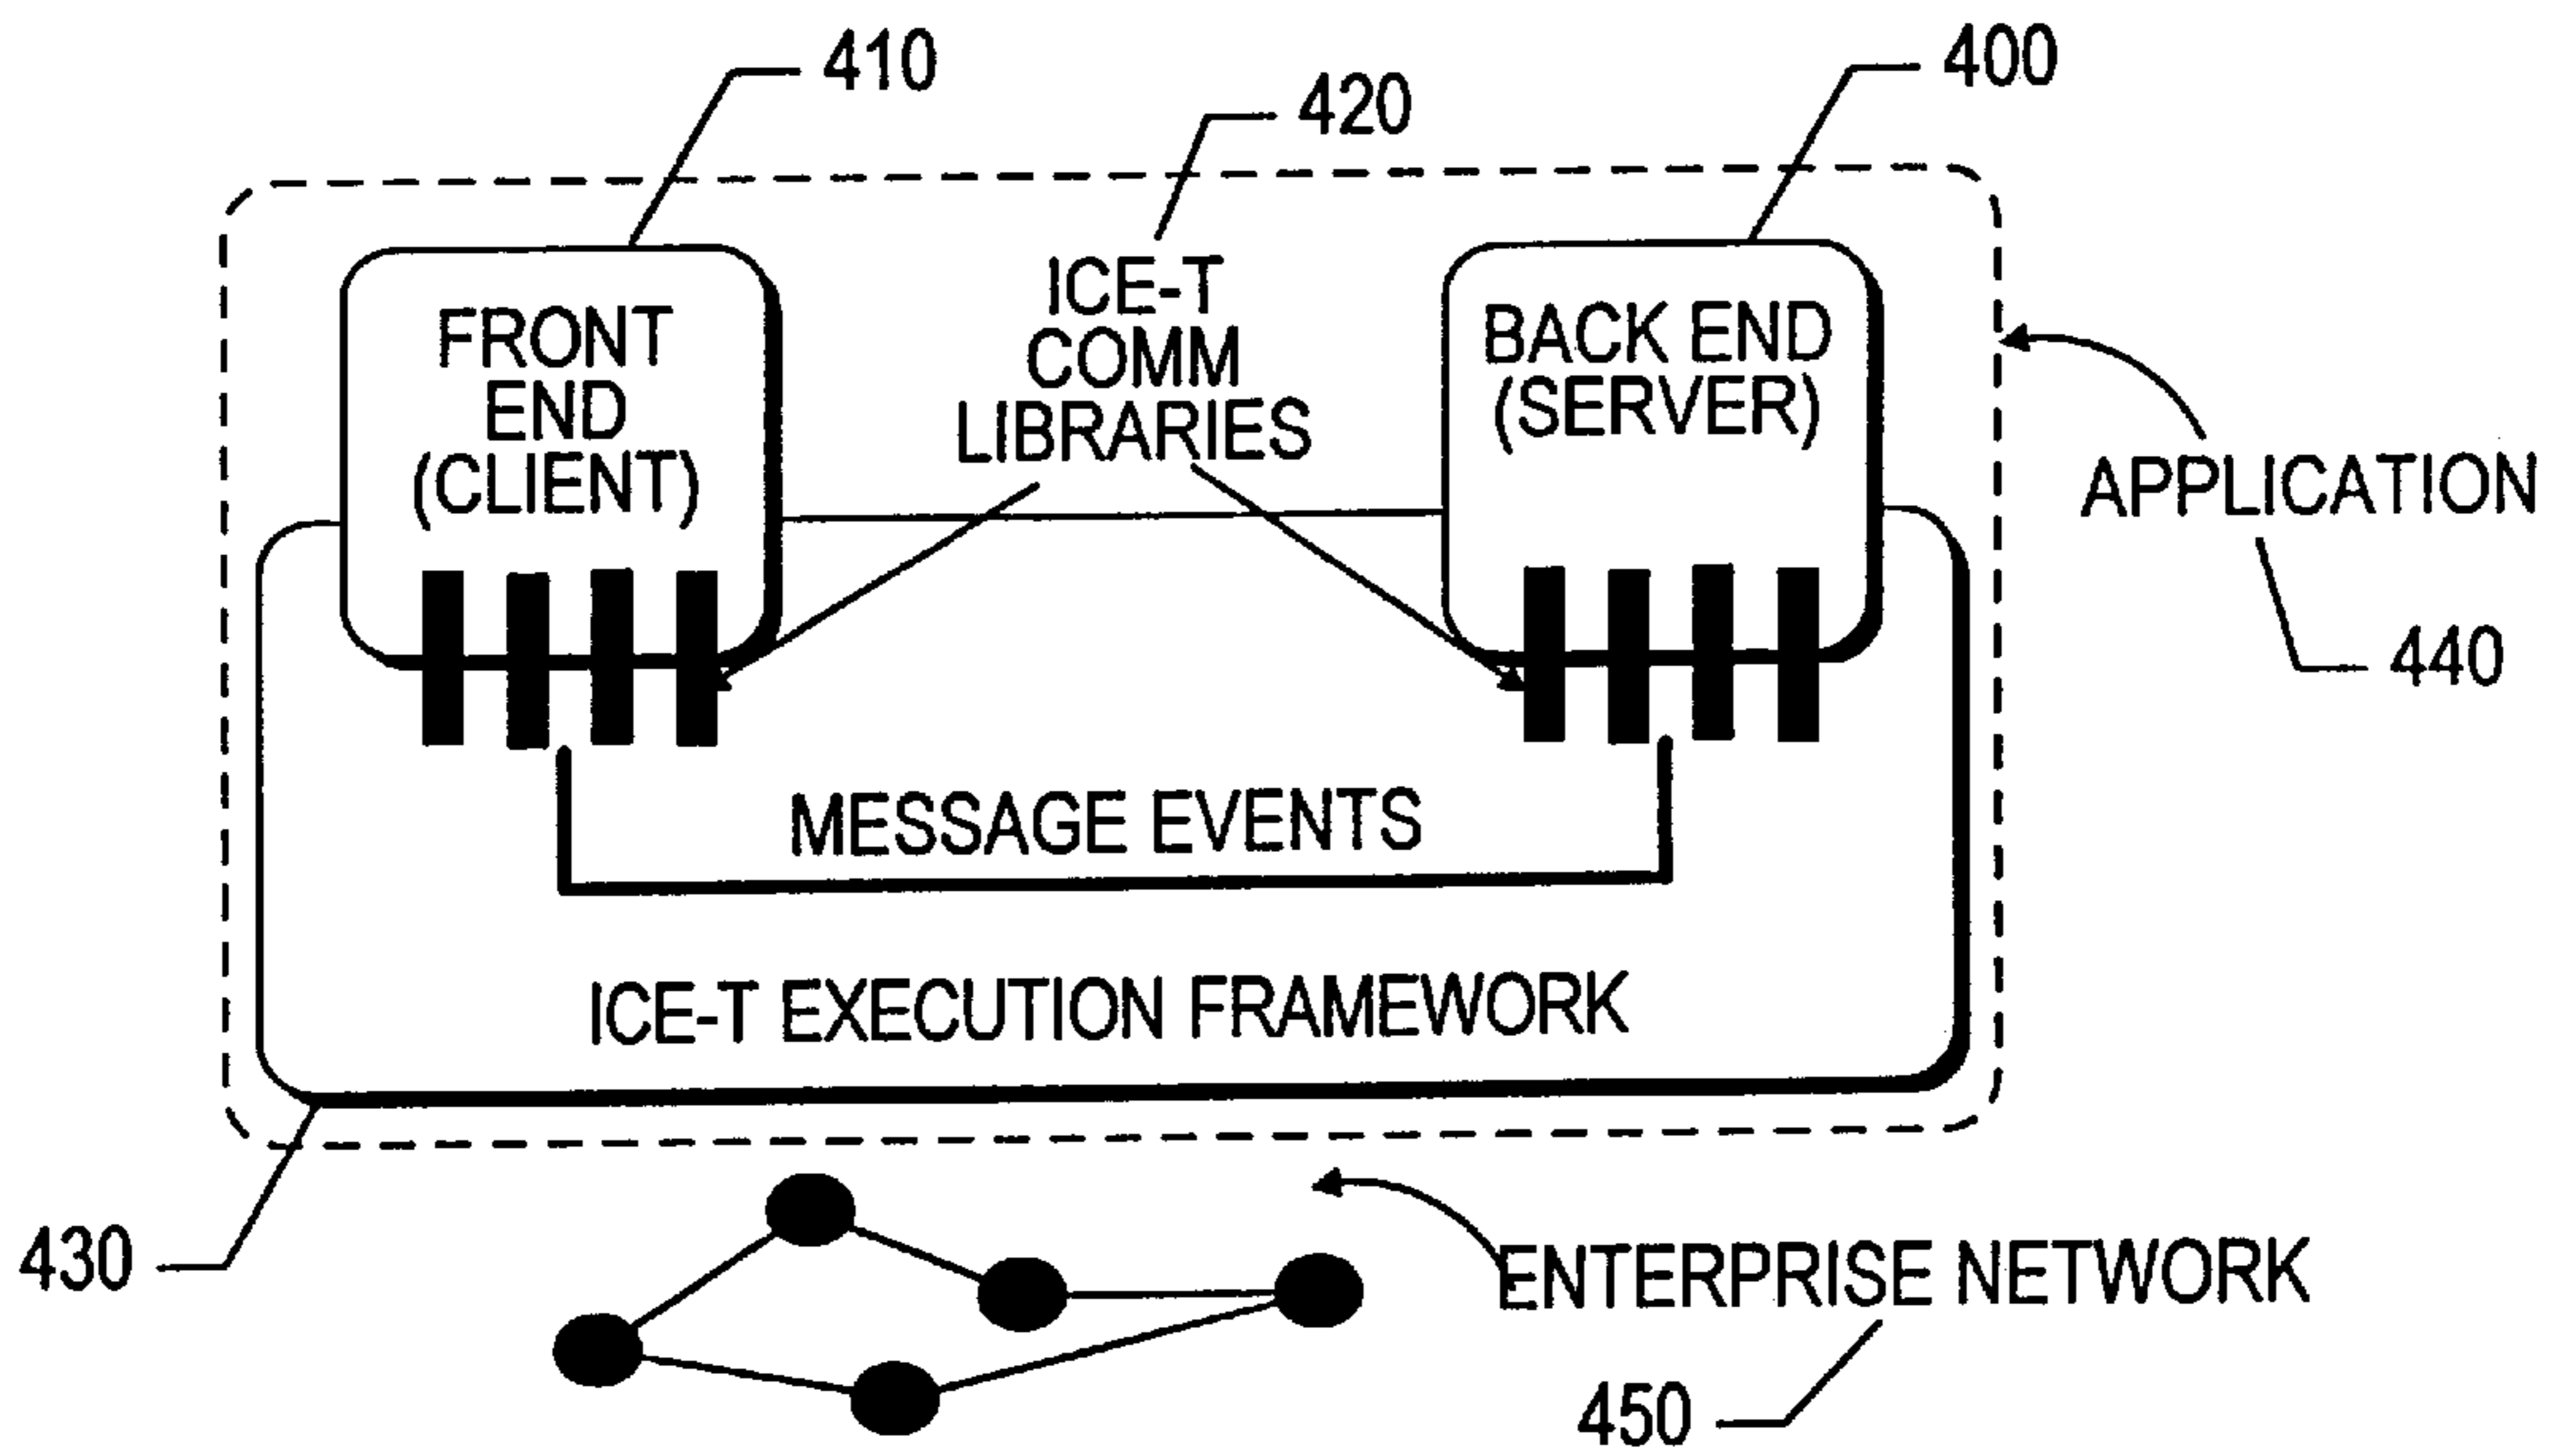 410
420
400
FRONT
END
(CLIENT)
ICE-T
COMM
LIBRARIES
BACK END
(SERVER)
APPLICATION
440
MESSAGE EVENTS
ICE-T EXECUTION FRAMEWORK
430
ENTERPRISE NETWORK
450